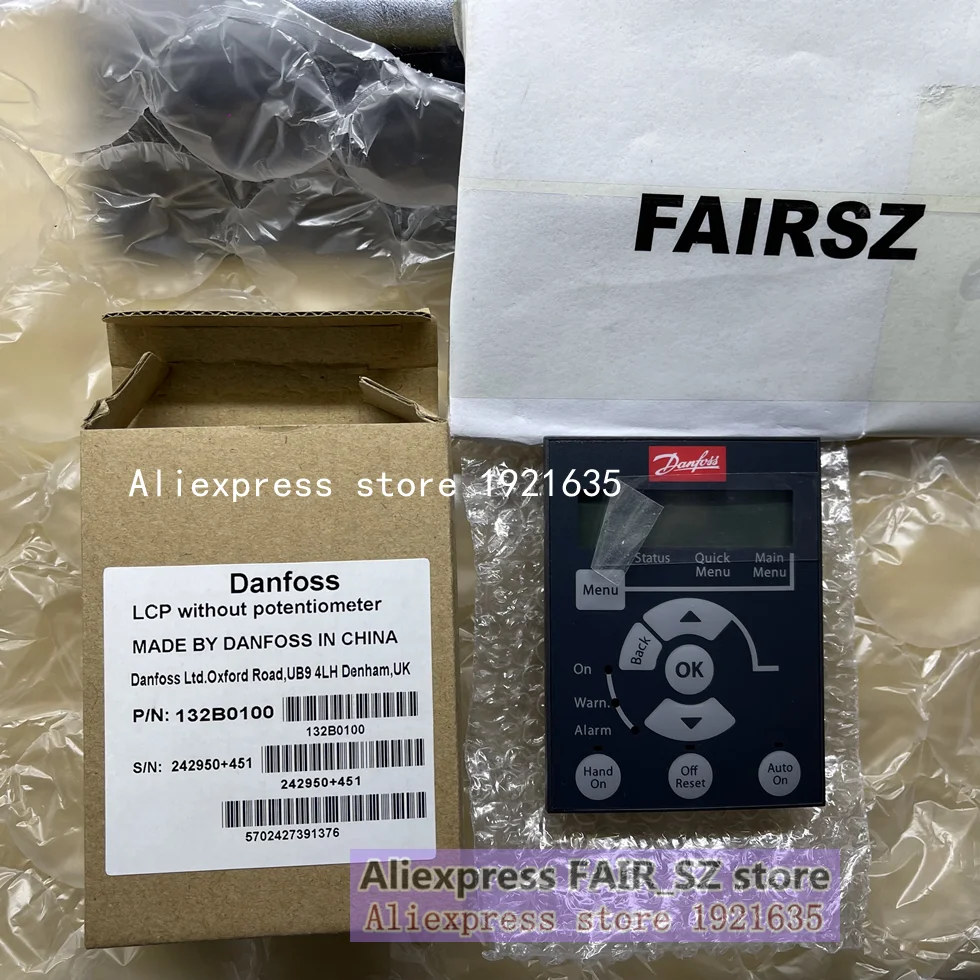 FAIRSZ
Aliexpress store 1921635
Danfoss
LCP without potentiometer
MADE BY DANFOSS IN CHINA
Danfoss Ltd.Oxford Road,UB9 4LH Denham,UK
P/N: 132B0100
132B0100
S/N: 242950+451
242950+451
5702427391376
Danfoss
Status
Quick
Menu
Main
Menu
Menu
Back
OK
On
Warn.
Alarm
Hand
On
Off
Reset
Auto
On
Aliexpress FAIR_SZ store
Aliexpress store 1921635